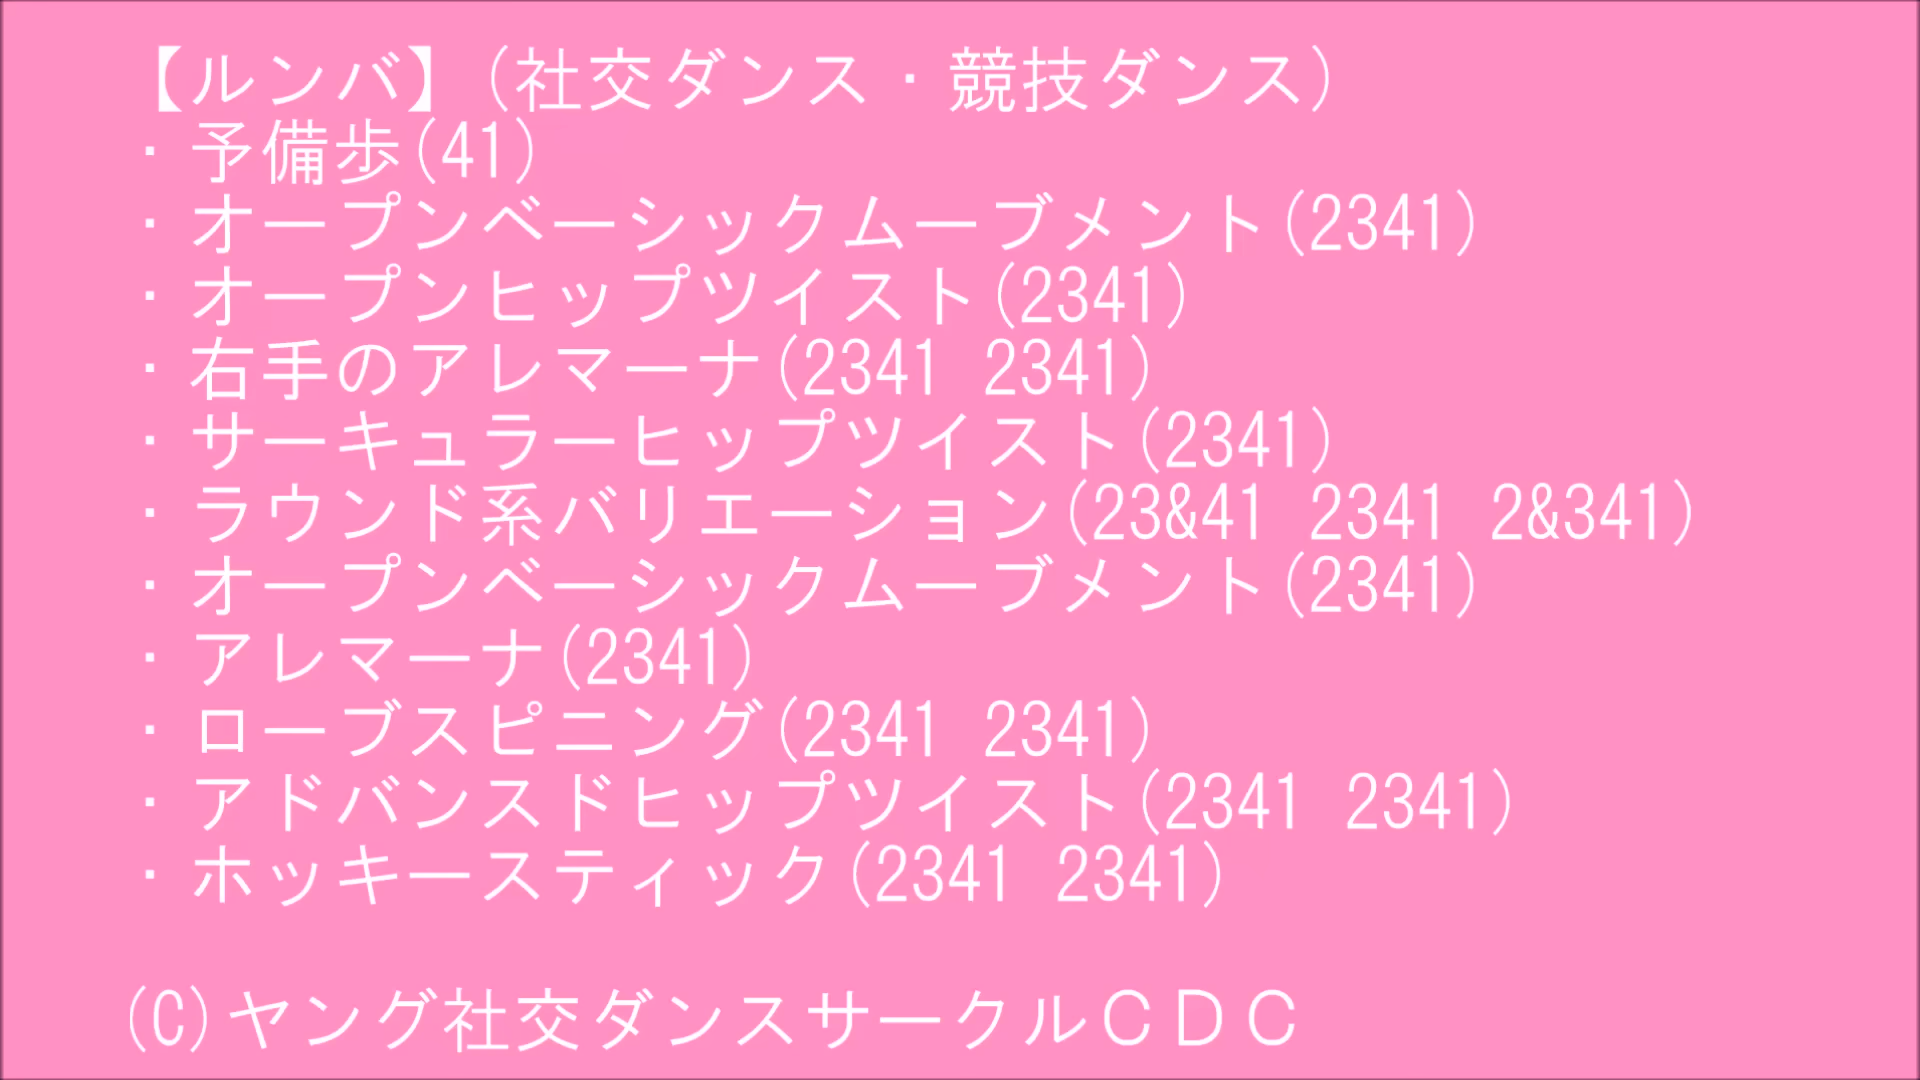 【ルンバ】(社交ダンス・競技ダンス)
・予備歩(41)
・オープンベーシックムーブメント(2341)
・オープンヒップツイスト(2341)
・右手のアレマーナ(2341 2341)
・サーキュラーヒップツイスト(2341)
・ラウンド系バリエーション(23&41 2341 2&341)
・オープンベーシックムーブメント(2341)
・アレマーナ(2341)
・ロープスピニング(2341 2341)
・アドバンスドヒップツイスト(2341 2341)
・ホッキースティック(2341 2341)
(C)ヤング社交ダンスサークルCDC